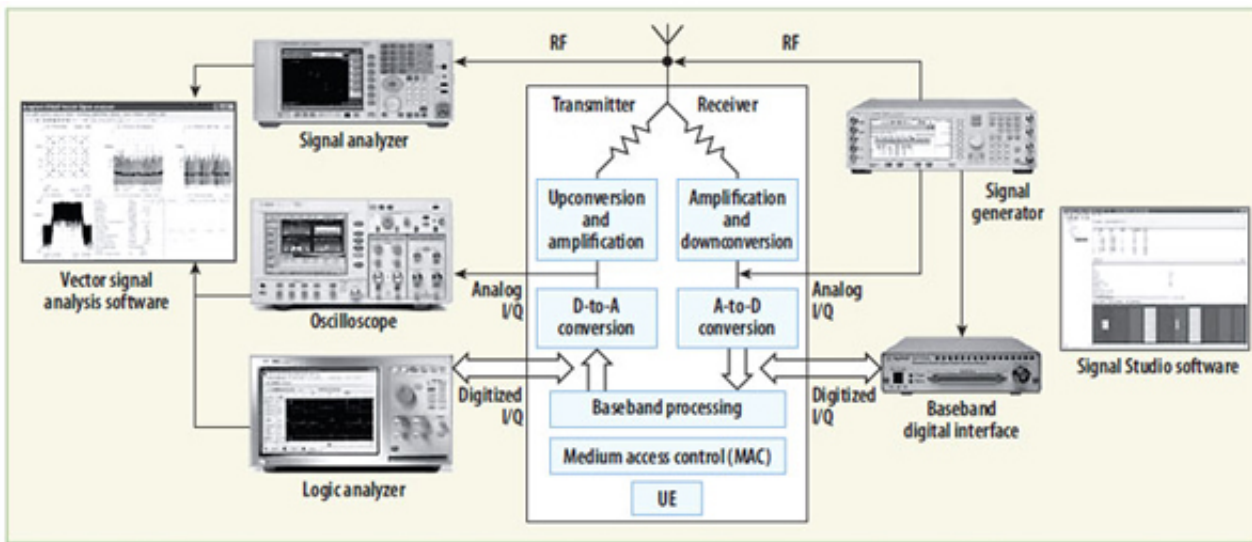 RF
RF
Transmitter
Receiver
Signal analyzer
Upconversion
and
amplification
Amplification
and
downconversion
Signal
generator
Vector signal
analysis software
Oscilloscope
Analog
I/Q
D-to-A
conversion
A-to-D
conversion
Analog
I/Q
Signal Studio software
Digitized
I/Q
Baseband processing
Digitized
I/Q
Baseband
digital interface
Medium access control (MAC)
Logic analyzer
UE